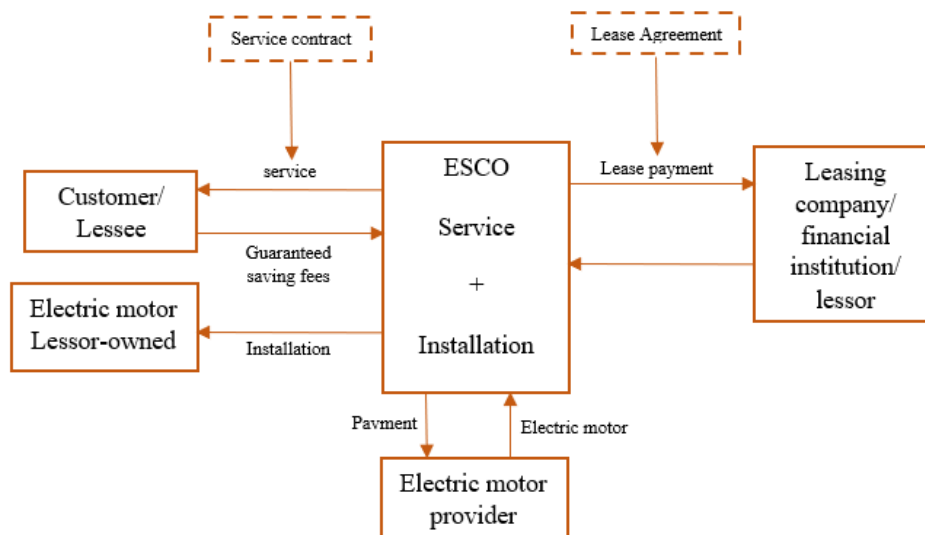 Service contract
Lease Agreement
service
Customer/
Lessee
Guaranteed
saving fees
Electric motor
Lessor-owned
Installation
ESCO
Service
+
Installation
Lease payment
Leasing
company/
financial
institution/
lessor
Pavment
Electric motor
Electric motor
provider